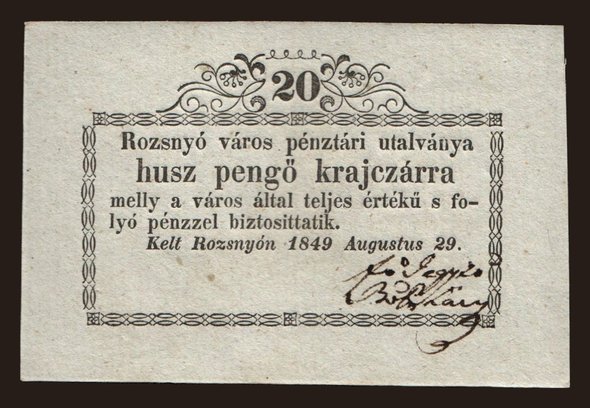 20
Rozsnyó város pénztári utalványa
husz pengő krajczárra
melly a város által teljes értékű s fo-
lyó pénzzel biztosittatik.
Kelt Rozsnyón 1849 Augustus 29.